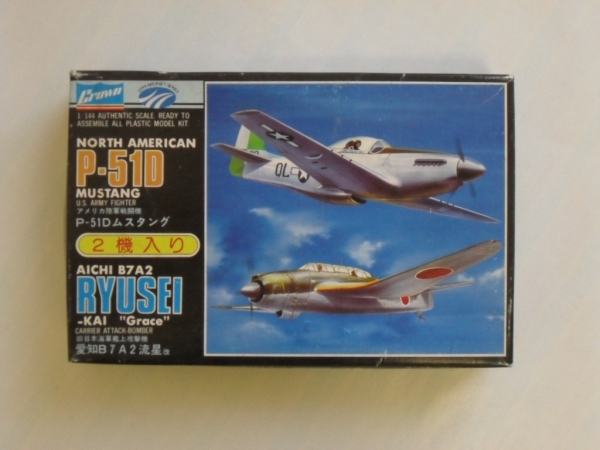 Crown
1/144 AUTHENTIC SCALE READY TO
ASSEMBLE ALL PLASTIC MODEL KIT
NORTH AMERICAN
P-51D
MUSTANG
U.S. ARMY FIGHTER
アメリカ陸軍戦闘機
P-51Dムスタング
2機入り
AICHI B7A2
RYUSEI
-KAI "Grace"
CARRIER ATTACK-BOMBER
旧日本海軍艦上攻撃機
愛知B7A2流星改
OL